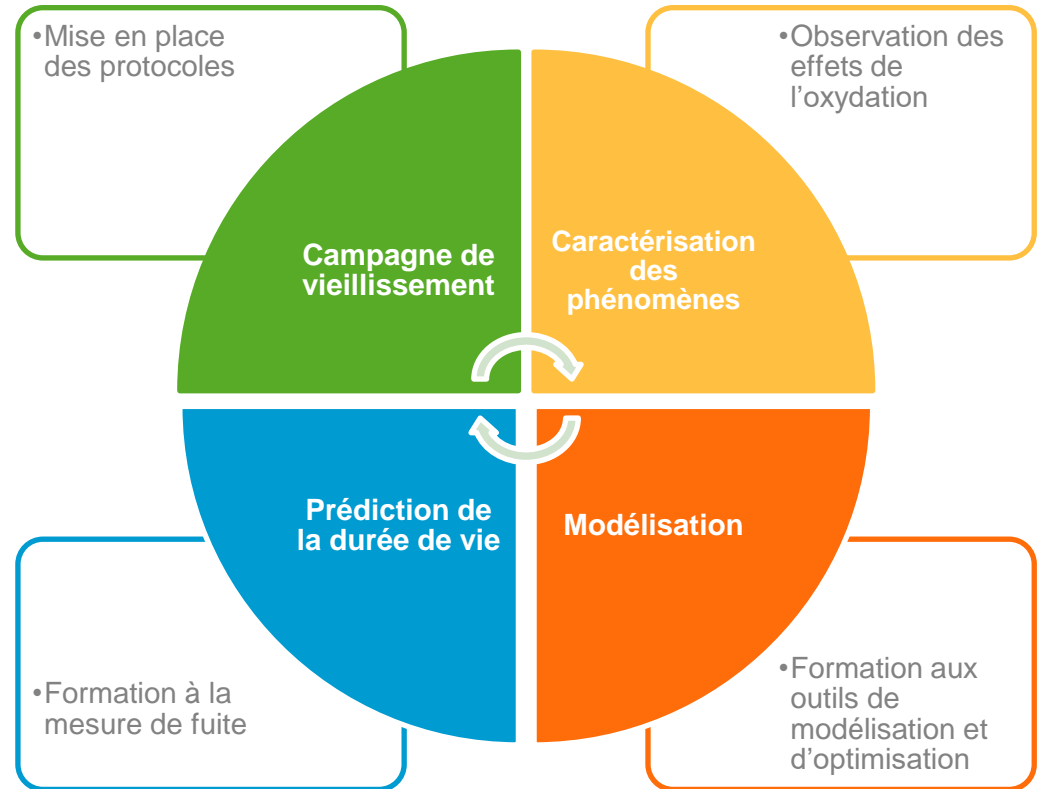 •Mise en place
des protocoles
•Observation des
effets de
l’oxydation
Campagne de
vieillissement
Caractérisation
des
phénomènes
Prédiction de
la durée de vie
Modélisation
•Formation à la
mesure de fuite
•Formation aux
outils de
modélisation et
d’optimisation